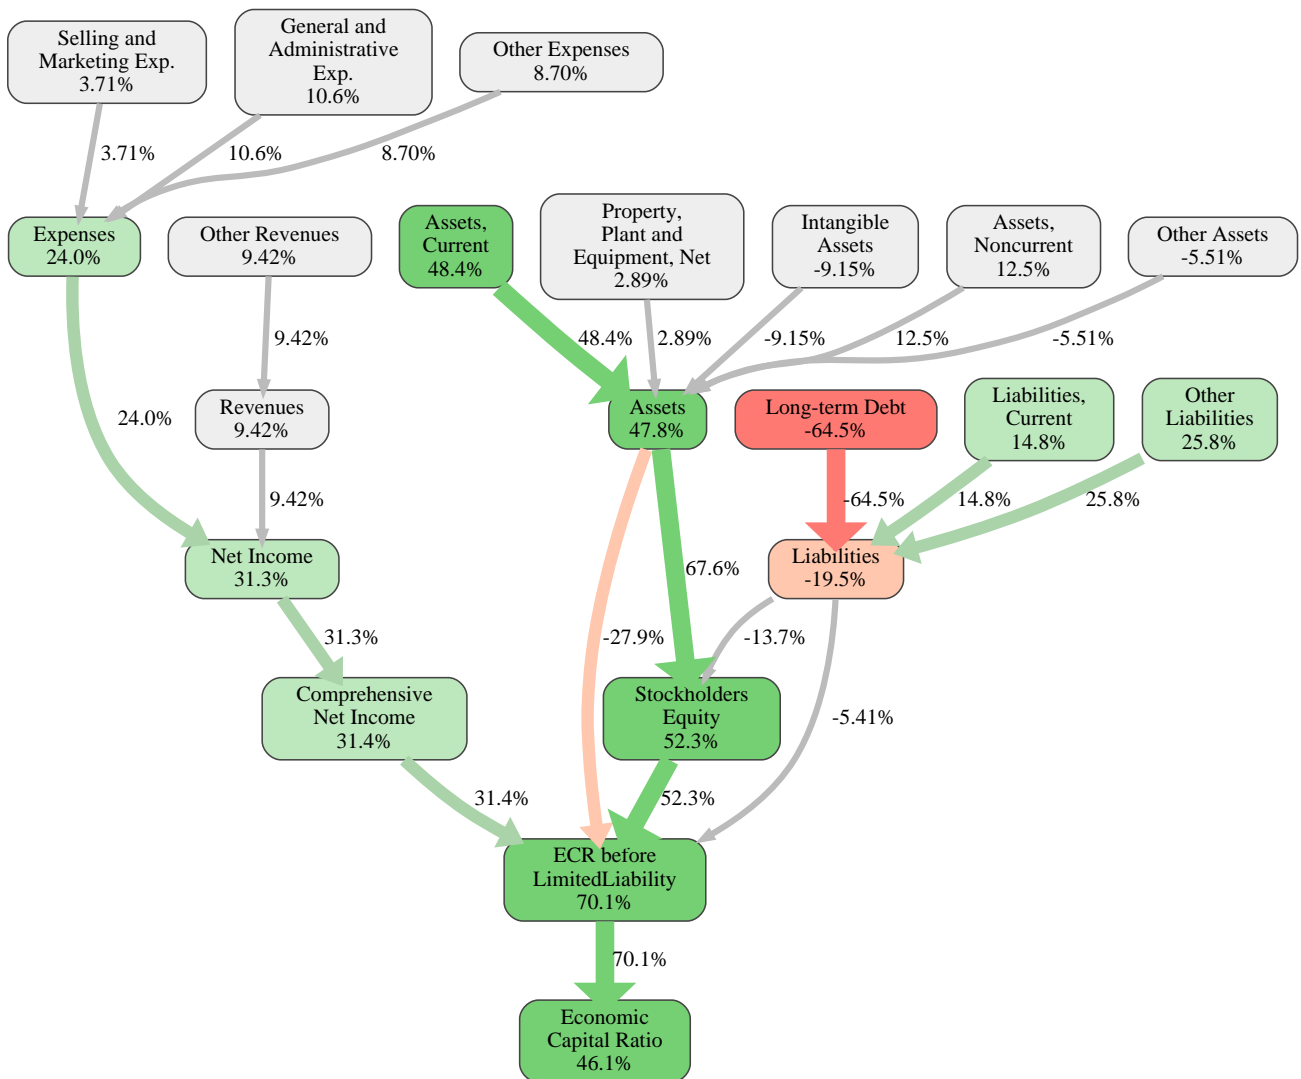 Selling and
Marketing Exp.
3.71%
General and
Administrative
Exp.
10.6%
Other Expenses
8.70%
3.71%
10.6%
8.70%
Expenses
24.0%
Other Revenues
9.42%
Assets,
Current
48.4%
Property,
Plant and
Equipment, Net
2.89%
Intangible
Assets
-9.15%
Assets,
Noncurrent
12.5%
Other Assets
-5.51%
9.42%
48.4%
2.89%
-9.15%
12.5%
-5.51%
24.0%
Revenues
9.42%
Assets
47.8%
Long-term Debt
-64.5%
Liabilities,
Current
14.8%
Other
Liabilities
25.8%
9.42%
-64.5%
14.8%
25.8%
Net Income
31.3%
67.6%
Liabilities
-19.5%
31.3%
-27.9%
-13.7%
Comprehensive
Net Income
31.4%
Stockholders
Equity
52.3%
-5.41%
31.4%
52.3%
ECR before
LimitedLiability
70.1%
70.1%
Economic
Capital Ratio
46.1%